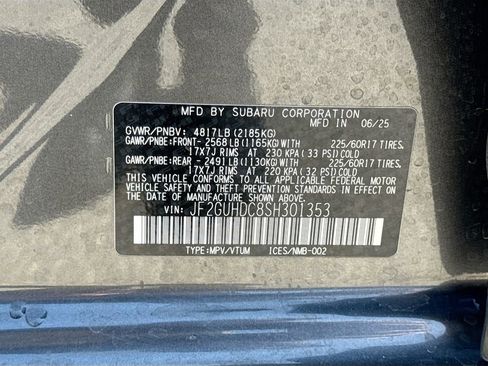 MFD BY SUBARU CORPORATION
MFD IN 06/25
GVWR/PNBV: 4817LB (2185KG)
GAWR/PNBE: FRONT- 2568LB (1165KG) WITH 225/60R17 TIRES,
17X7J RIMS AT 230 KPA (33 PSI) COLD
GAWR/PNBE: REAR - 2491LB (1130KG) WITH 225/60R17 TIRES,
17X7J RIMS AT 220 KPA (32 PSI) COLD
THIS VEHICLE CONFORMS TO ALL APPLICABLE
FEDERAL MOTOR VEHICLE SAFETY, BUMPER, AND
THEFT PREVENTION STANDARDS IN EFFECT ON THE
DATE OF MANUFACTURE SHOWN ABOVE.
VIN: JF2GUHDC8SH301353
TYPE: MPV/VTUM ICES/NMB-002